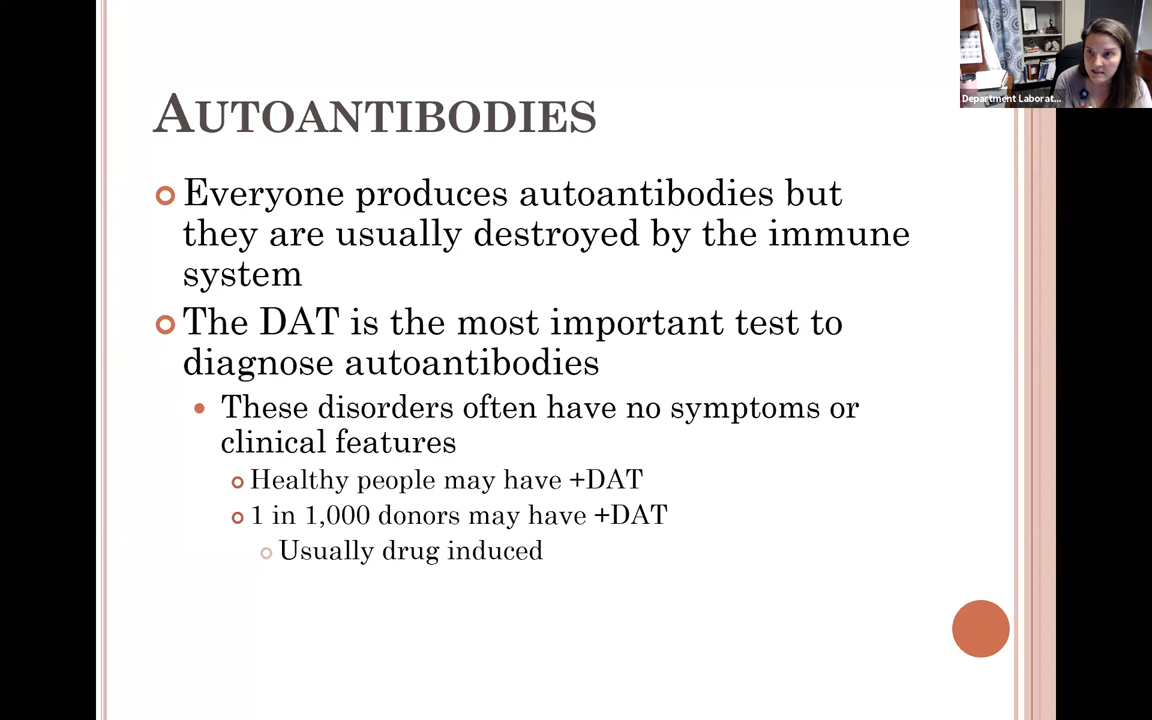 AUTOANTIBODIES
Everyone produces autoantibodies but
they are usually destroyed by the immune
system
The DAT is the most important test to
diagnose autoantibodies
These disorders often have no symptoms or
clinical features
Healthy people may have +DAT
1 in 1,000 donors may have +DAT
Usually drug induced
Department Laborat...